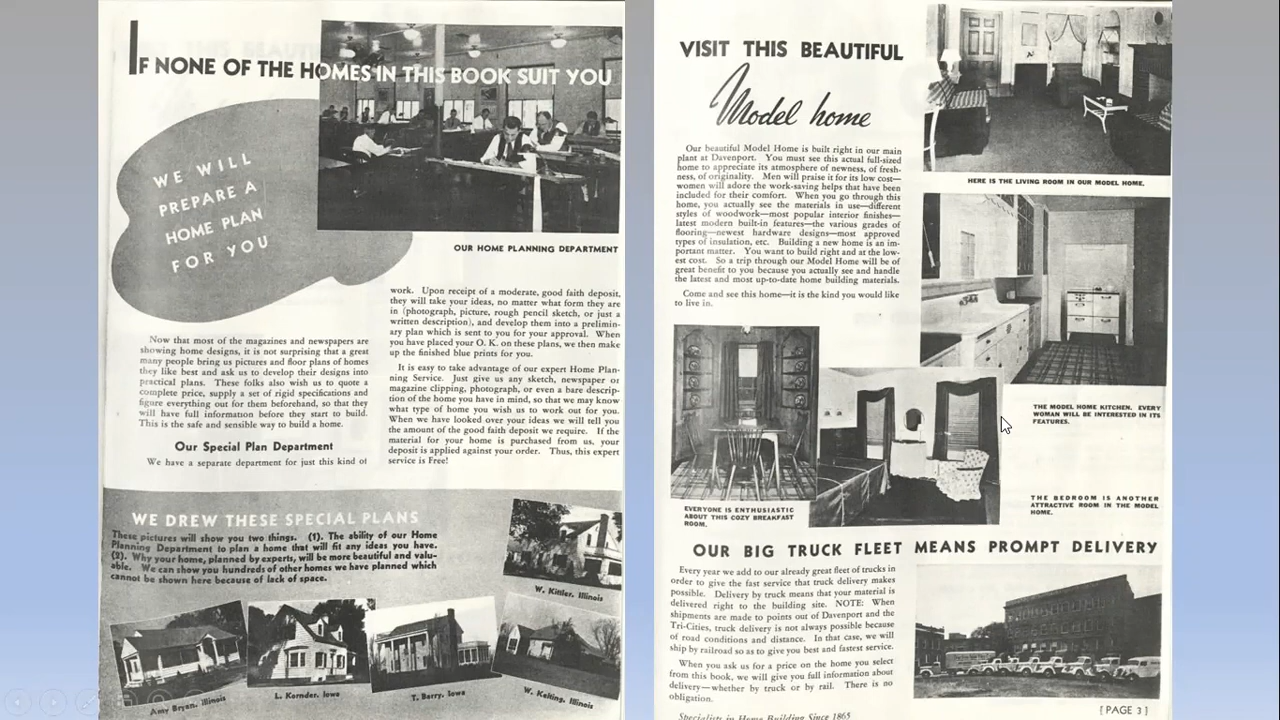 IF NONE OF THE HOMES IN THIS BOOK SUIT YOU
WE WILL
PREPARE A
HOME PLAN
FOR YOU
OUR HOME PLANNING DEPARTMENT
Now that most of the magazines and newspapers are
showing home designs, it is not surprising that a great
many people bring us pictures and floor plans of homes
they like best and ask us to develop their designs into
practical plans. These folks also wish us to quote a
complete price, supply a set of rigid specifications and
figure everything out for them beforehand, so that they
will have full information before they start to build.
This is the safe and sensible way to build a home.
Our Special Plan Department
We have a separate department for just this kind of
work. Upon receipt of a moderate, good faith deposit,
they will take your ideas, no matter what form they are
in (photograph, picture, rough pencil sketch, or just a
written description), and develop them into a prelimin-
ary plan which is sent to you for your approval. When
you have placed your O. K. on these plans, we then make
up the finished blue prints for you.
It is easy to take advantage of our expert Home Plan-
ning Service. Just give us any sketch, newspaper or
magazine clipping, photograph, or even a bare descrip-
tion of the home you have in mind, so that we may know
what type of home you wish us to work out for you.
When we have looked over your ideas we will tell you
the amount of the good faith deposit we require. If the
material for your home is purchased from us, your
deposit is applied against your order. Thus, this expert
service is Free!
WE DREW THESE SPECIAL PLANS
These pictures will show you two things. (1). The ability of our Home
Planning Department to plan a home that will fit any ideas you have.
(2). Why your home, planned by experts, will be more beautiful and valu-
able. We can show you hundreds of other homes we have planned which
cannot be shown here because of lack of space.
W. Kittler, Illinois
Amy Bryan, Illinois
L. Kornder, Iowa
T. Berry, Iowa
W. Kelting, Illinois
VISIT THIS BEAUTIFUL
Model home
Our beautiful Model Home is built right in our main
plant at Davenport. You must see this actual full-sized
home to appreciate its atmosphere of newness, of fresh-
ness, of originality. Men will praise it for its low cost—
women will adore the work-saving helps that have been
included for their comfort. When you go through this
home, you actually see the materials in use—different
styles of woodwork—most popular interior finishes—
latest modern built-in features—the various grades of
flooring—newest hardware designs—most approved
types of insulation, etc. Building a new home is an im-
portant matter. You want to build right and at the low-
est cost. So a trip through our Model Home will be of
great benefit to you because you actually see and handle
the latest and most up-to-date home building materials.
Come and see this home—it is the kind you would like
to live in.
HERE IS THE LIVING ROOM IN OUR MODEL HOME.
THE MODEL HOME KITCHEN. EVERY
WOMAN WILL BE INTERESTED IN ITS
FEATURES.
EVERYONE IS ENTHUSIASTIC
ABOUT THIS COZY BREAKFAST
ROOM.
THE BEDROOM IS ANOTHER
ATTRACTIVE ROOM IN THE MODEL
HOME.
OUR BIG TRUCK FLEET MEANS PROMPT DELIVERY
Every year we add to our already great fleet of trucks in
order to give the fast service that truck delivery makes
possible. Delivery by truck means that your material is
delivered right to the building site. NOTE: When
shipments are made to points out of Davenport and the
Tri-Cities, truck delivery is not always possible because
of road conditions and distance. In that case, we will
ship by railroad so as to give you best and fastest service.
When you ask us for a price on the home you select
from this book, we will give you full information about
delivery—whether by truck or by rail. There is no
obligation.
Specialists in Home Building Since 1865
[ PAGE 3 ]